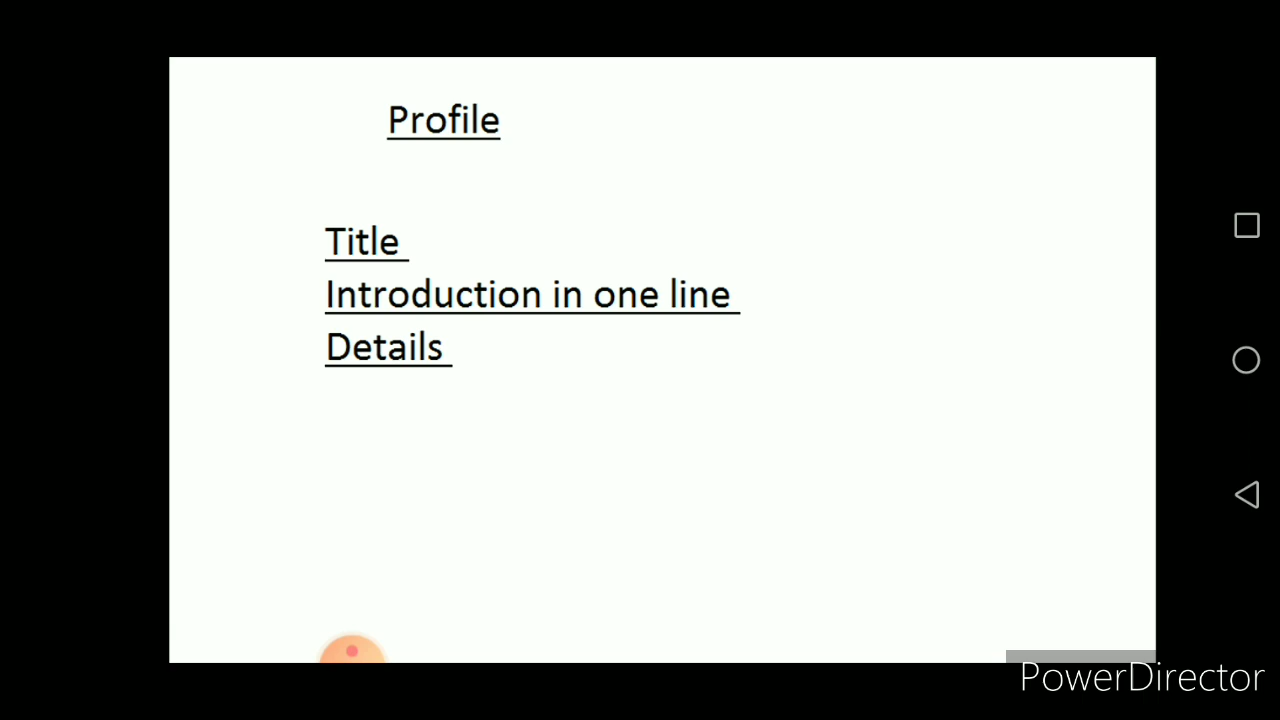 Profile
Title
Introduction in one line
Details
PowerDirector